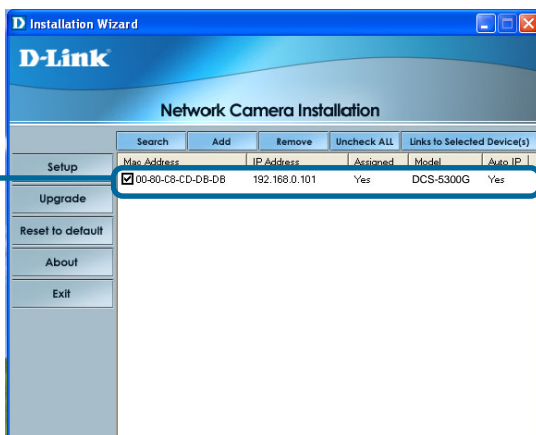 D Installation Wizard
D-Link
Network Camera Installation
Search Add Remove Uncheck ALL Links to Selected Device(s)
Mac Address IP Address Assigned Model Auto IP
00-80-C8-CD-DB-DB 192.168.0.101 Yes DCS-5300G Yes
Setup
Upgrade
Reset to default
About
Exit